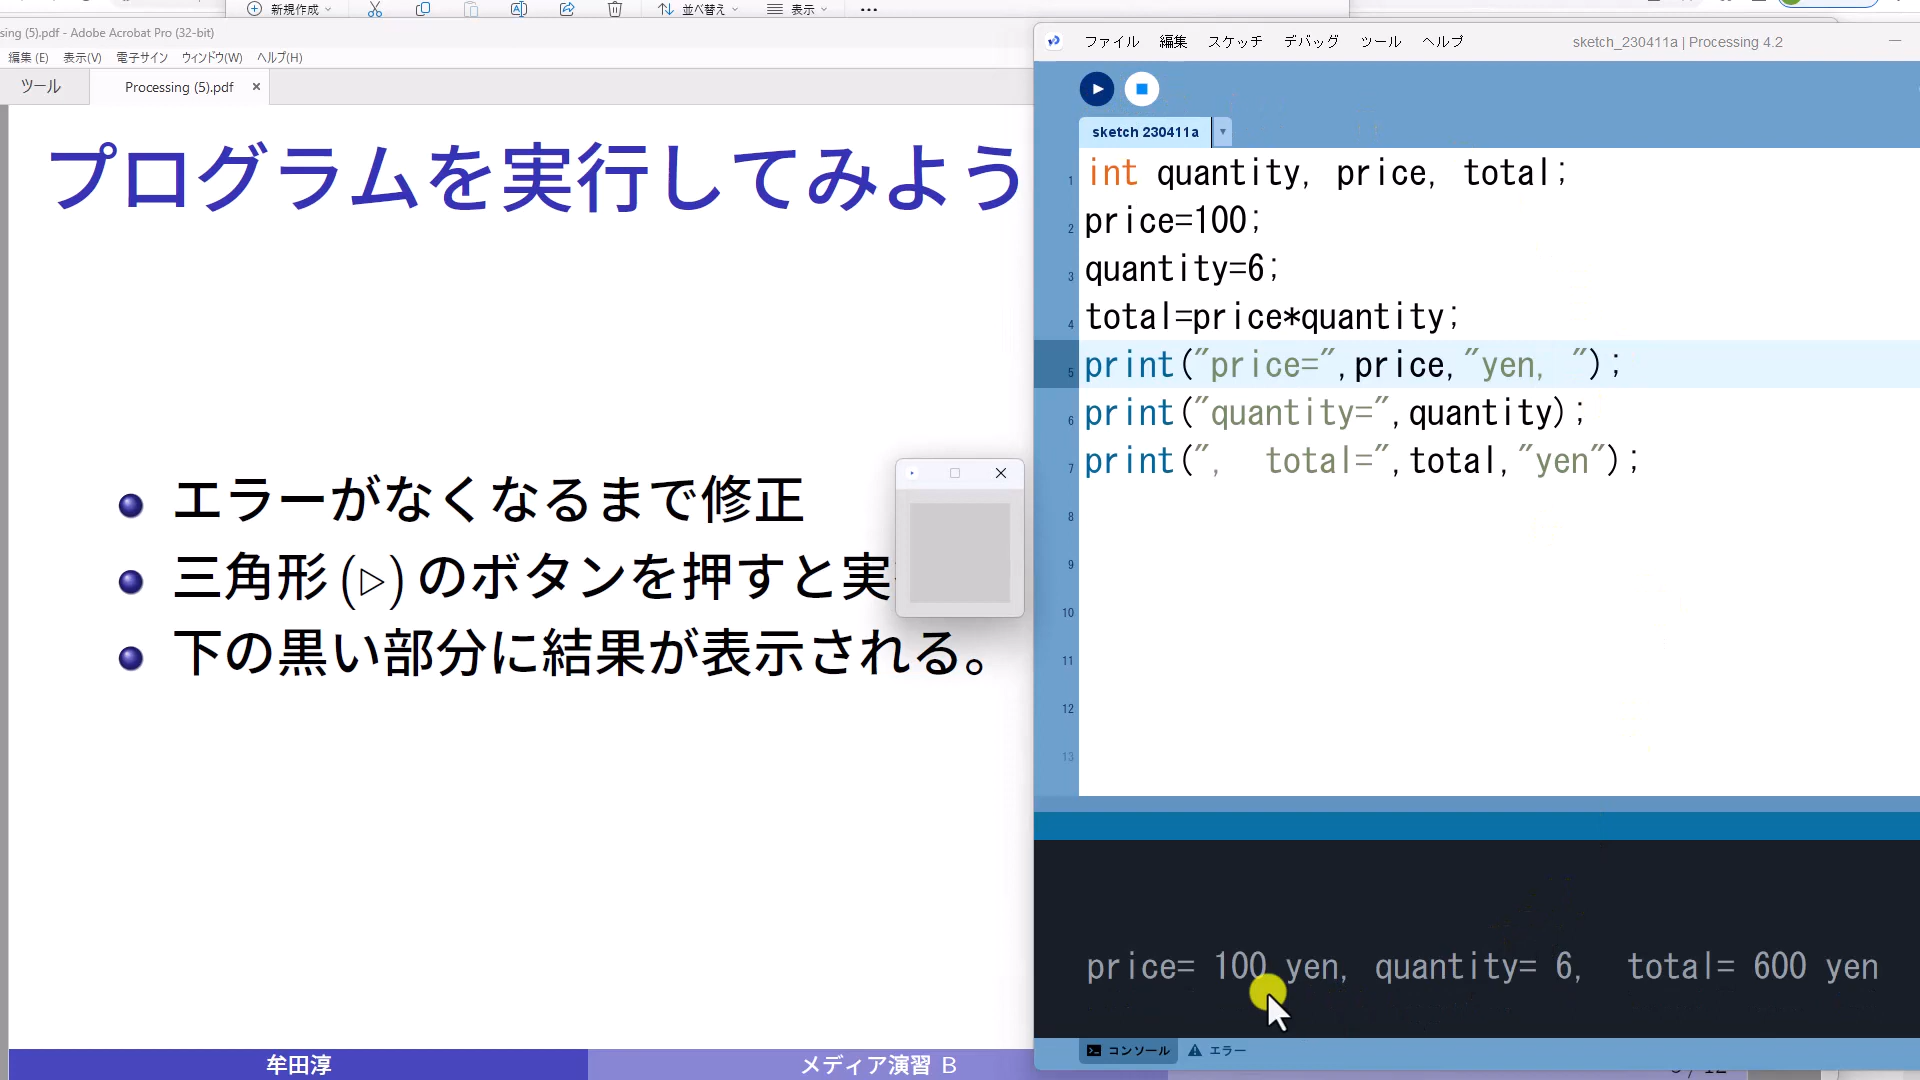 新規作成
並べ替え
表示
sing (5).pdf - Adobe Acrobat Pro (32-bit)
編集 (E) 表示(V) 電子サイン ウィンドウ(W) ヘルプ(H)
ツール
Processing (5).pdf ×
プログラムを実行してみよう
エラーがなくなるまで修正
三角形 (▷) のボタンを押すと実
下の黒い部分に結果が表示される。
牟田淳
メディア演習 B
ファイル 編集 スケッチ デバッグ ツール ヘルプ
sketch_230411a | Processing 4.2
sketch 230411a
1 int quantity, price, total;
2 price=100;
3 quantity=6;
4 total=price*quantity;
5 print("price=",price,"yen, ");
6 print("quantity=",quantity);
7 print(",  total=",total,"yen");
8
9
10
11
12
13
price= 100 yen, quantity= 6,  total= 600 yen
コンソール
エラー